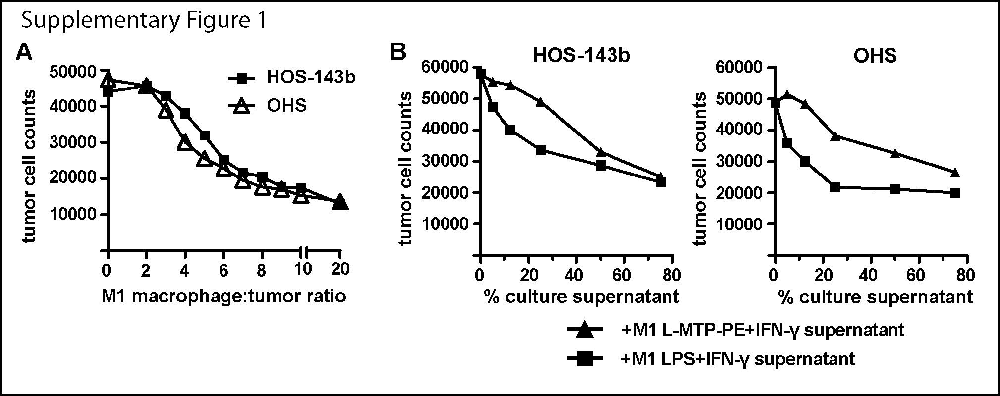 Supplementary Figure 1
A
50000
40000
30000
20000
10000
tumor cell counts
HOS-143b
OHS
0 2 4 6 8 10 20
M1 macrophage:tumor ratio
B
HOS-143b
60000
50000
40000
30000
20000
10000
tumor cell counts
0 20 40 60 80
% culture supernatant
OHS
60000
50000
40000
30000
20000
10000
tumor cell counts
0 20 40 60 80
% culture supernatant
+M1 L-MTP-PE+IFN-γ supernatant
+M1 LPS+IFN-γ supernatant